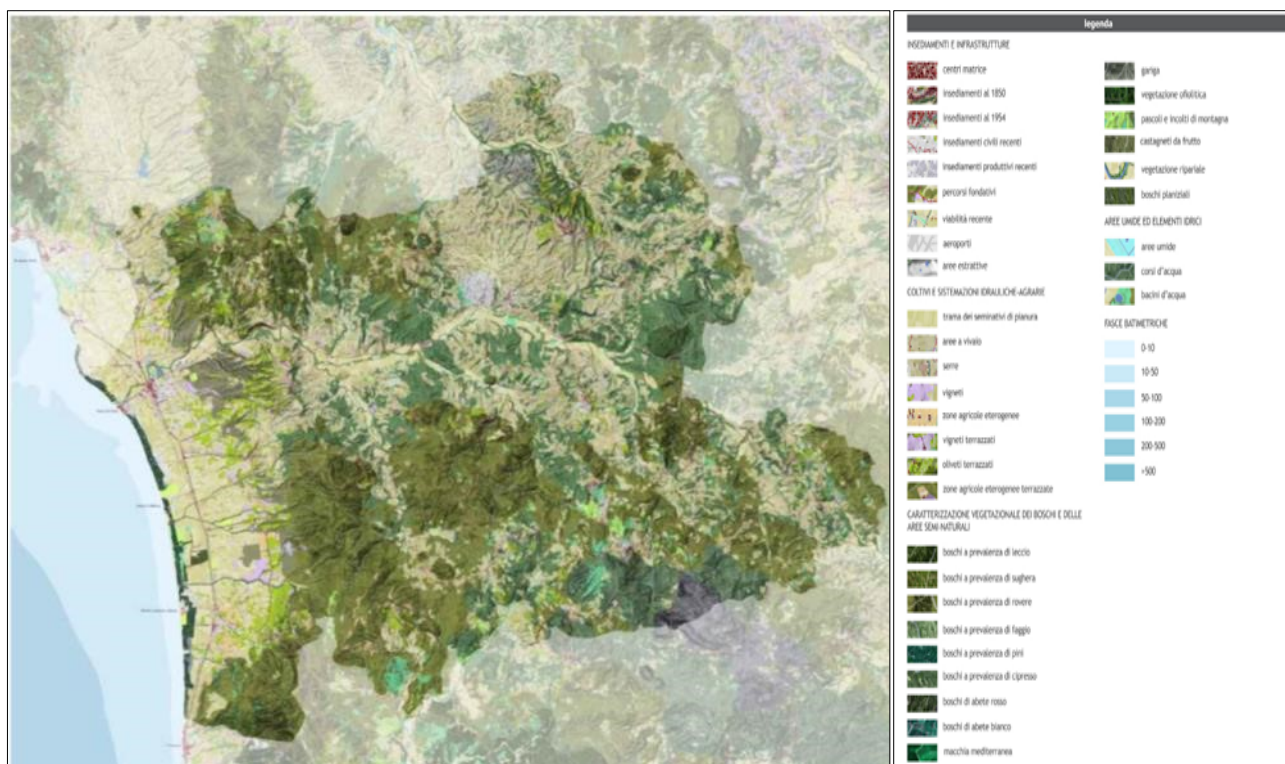 legenda
INSEDIAMENTI E INFRASTRUTTURE
centri matrice
insediamenti al 1850
insediamenti al 1954
insediamenti civili recenti
insediamenti produttivi recenti
percorsi fondativi
viabilità recente
aeroporti
aree estrattive
COLTIVI E SISTEMAZIONI IDRAULICHE-AGRARIE
trama dei seminativi di pianura
aree a vivaio
serre
vigneti
zone agricole eterogenee
vigneti terrazzati
oliveti terrazzati
zone agricole eterogenee terrazzate
CARATTERIZZAZIONE VEGETAZIONALE DEI BOSCHI E DELLE
AREE SEMI-NATURALI
boschi a prevalenza di leccio
boschi a prevalenza di sughera
boschi a prevalenza di rovere
boschi a prevalenza di faggio
boschi a prevalenza di pini
boschi a prevalenza di cipresso
boschi di abete rosso
boschi di abete bianco
macchia mediterranea
gariga
vegetazione ofiolitica
pascoli e incolti di montagna
castagneti da frutto
vegetazione ripariale
boschi planiziali
AREE UMIDE ED ELEMENTI IDRICI
aree umide
corsi d'acqua
bacini d'acqua
FASCE BATIMETRICHE
0-10
10-50
50-100
100-200
200-500
>500